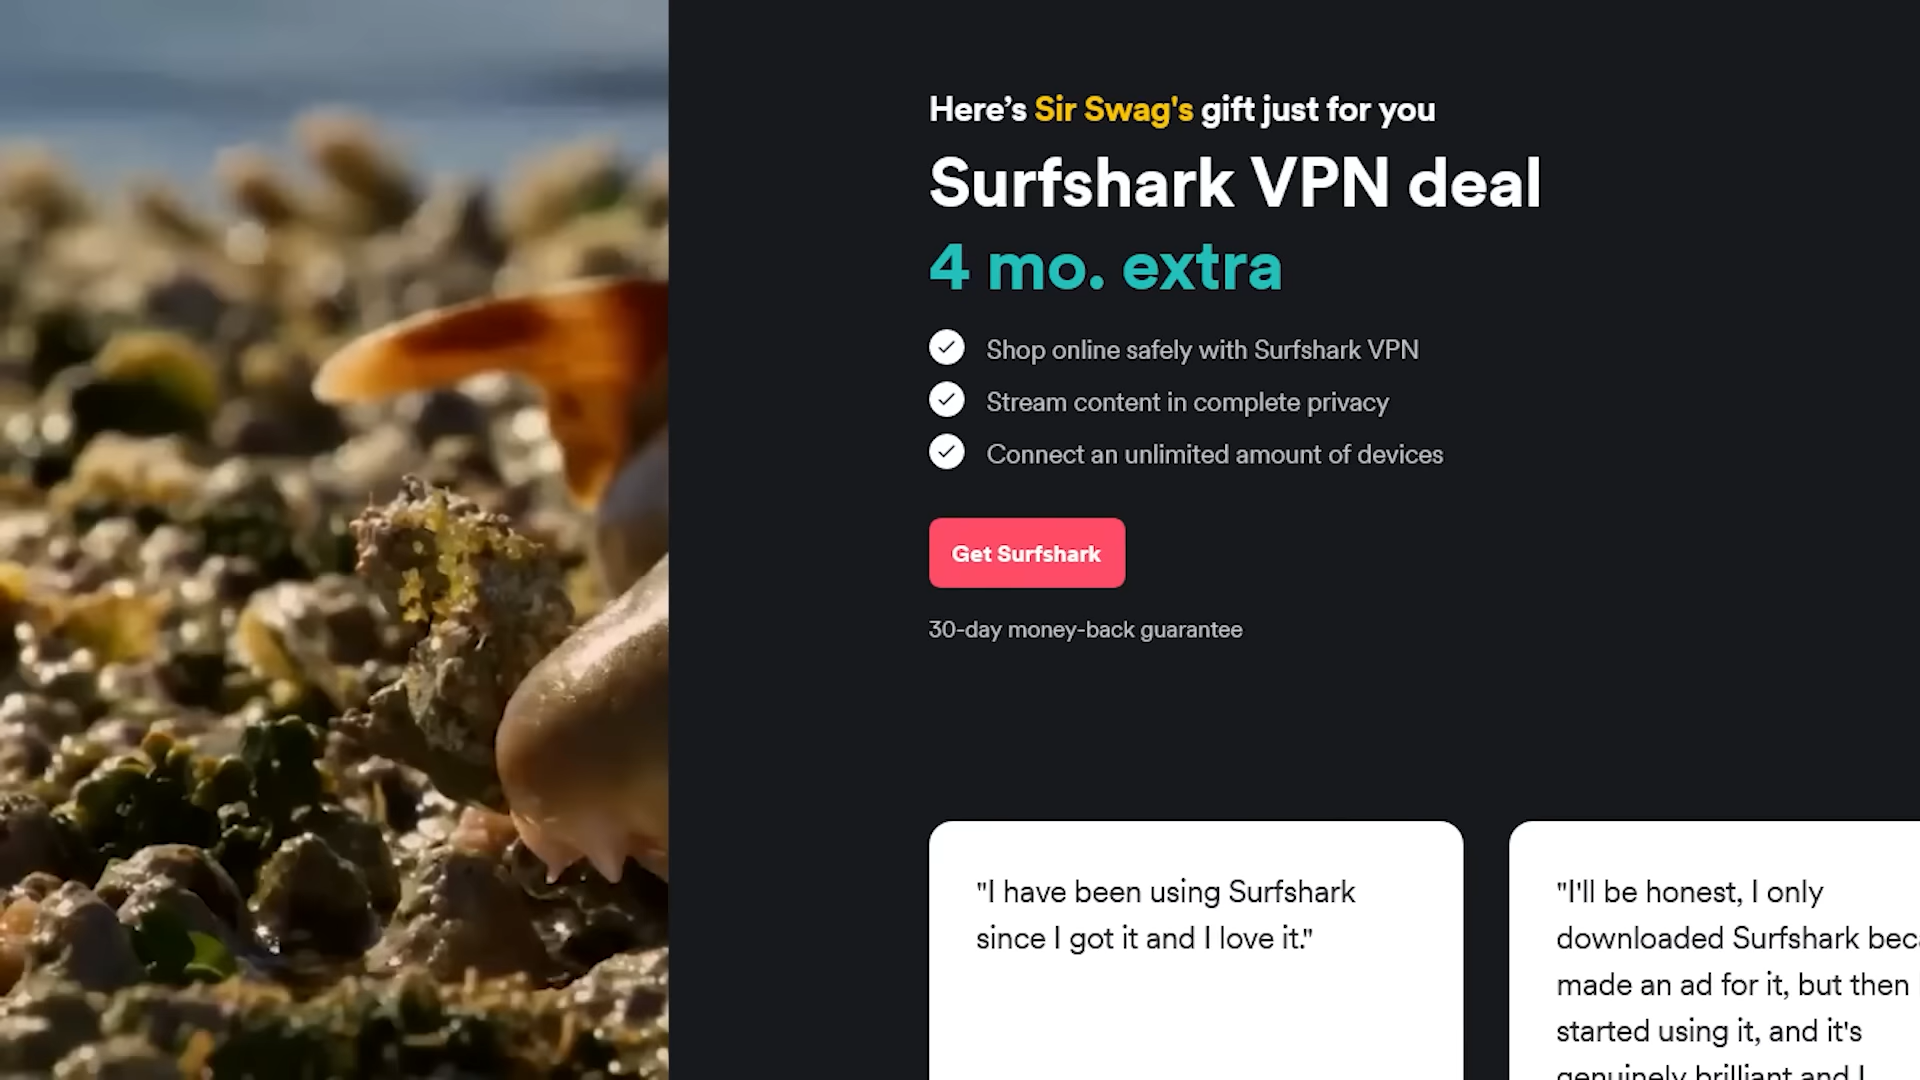 Here’s Sir Swag's gift just for you
Surfshark VPN deal
4 mo. extra
Shop online safely with Surfshark VPN
Stream content in complete privacy
Connect an unlimited amount of devices
Get Surfshark
30-day money-back guarantee
"I have been using Surfshark
since I got it and I love it."
"I'll be honest, I only
downloaded Surfshark
made an ad for it, but then
started using it, and it's
genuinely brilliant and I